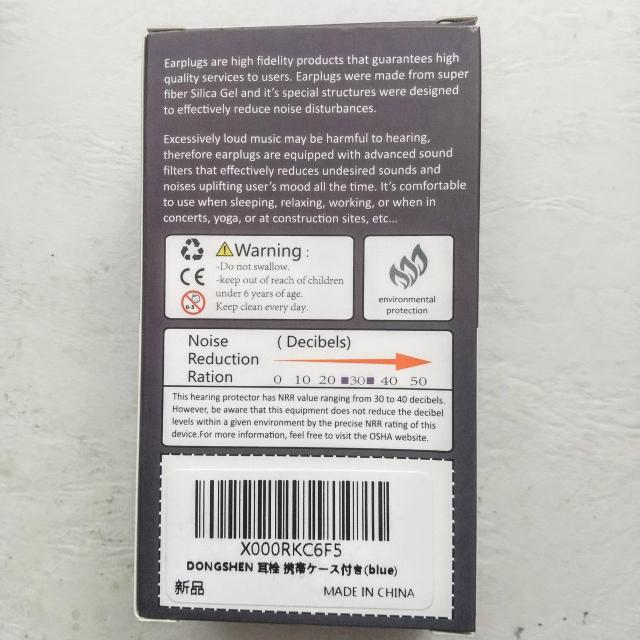 Earplugs are high fidelity products that guarantees high
quality services to users. Earplugs were made from super
fiber Silica Gel and it's special structures were designed
to effectively reduce noise disturbances.
Excessively loud music may be harmful to hearing,
therefore earplugs are equipped with advanced sound
filters that effectively reduces undesired sounds and
noises uplifting user's mood all the time. It's comfortable
to use when sleeping, relaxing, working, or when in
concerts, yoga, or at construction sites, etc...
Warning :
-Do not swallow.
-keep out of reach of children
under 6 years of age.
Keep clean every day.
CE
0-3
environmental
protection
Noise ( Decibels)
Reduction
Ration 0 10 20 ■30■ 40 50
This hearing protector has NRR value ranging from 30 to 40 decibels.
However, be aware that this equipment does not reduce the decibel
levels within a given environment by the precise NRR rating of this
device.For more information, feel free to visit the OSHA website.
X000RKC6F5
DONGSHEN 耳栓 携帯ケース付き(blue)
新品 MADE IN CHINA